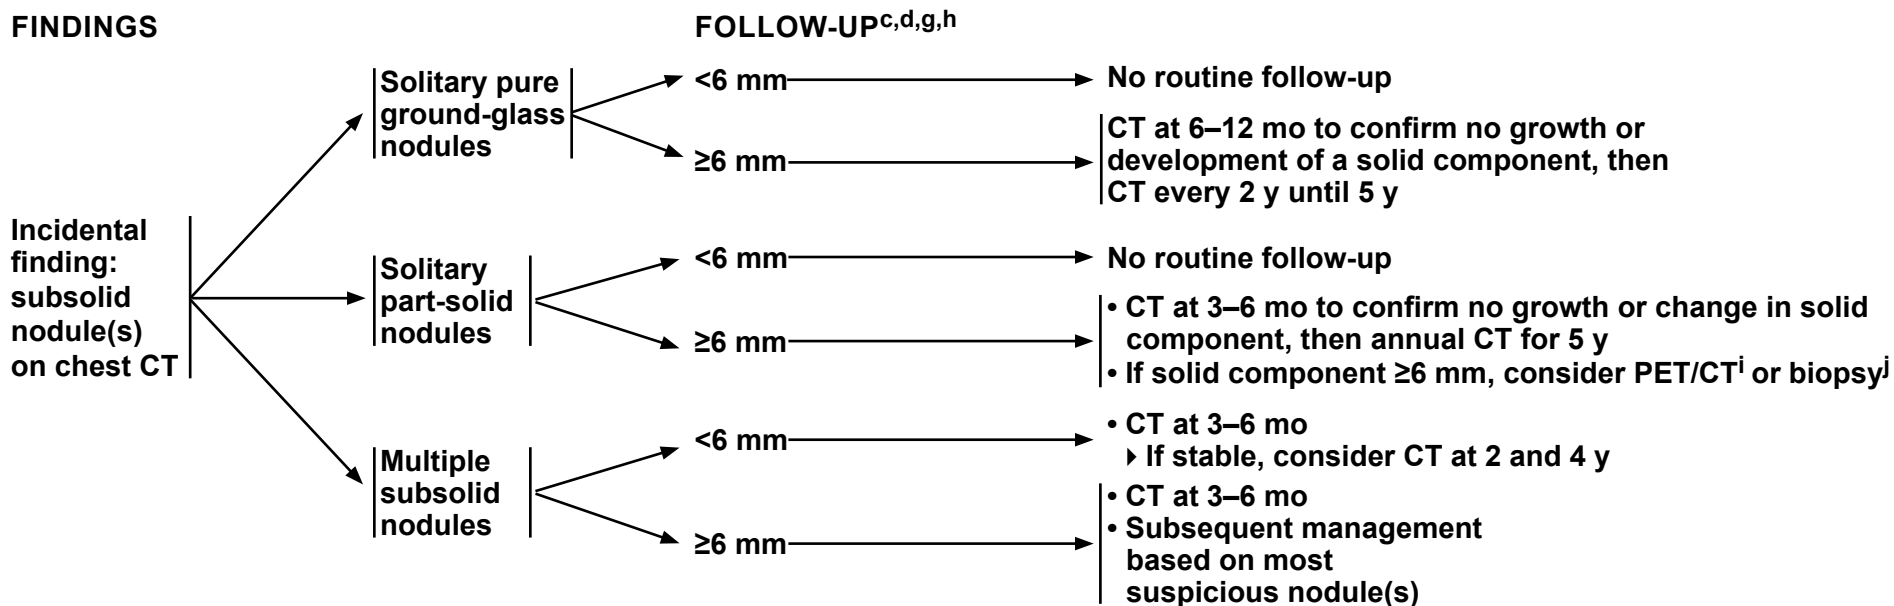 FINDINGS
FOLLOW-UPc,d,g,h
Incidental
finding:
subsolid
nodule(s)
on chest CT
Solitary pure
ground-glass
nodules
<6 mm
No routine follow-up
≥6 mm
CT at 6–12 mo to confirm no growth or
development of a solid component, then
CT every 2 y until 5 y
Solitary
part-solid
nodules
<6 mm
No routine follow-up
≥6 mm
• CT at 3–6 mo to confirm no growth or change in solid
component, then annual CT for 5 y
• If solid component ≥6 mm, consider PET/CTi or biopsyj
Multiple
subsolid
nodules
<6 mm
• CT at 3–6 mo
▸ If stable, consider CT at 2 and 4 y
≥6 mm
• CT at 3–6 mo
• Subsequent management
based on most
suspicious nodule(s)